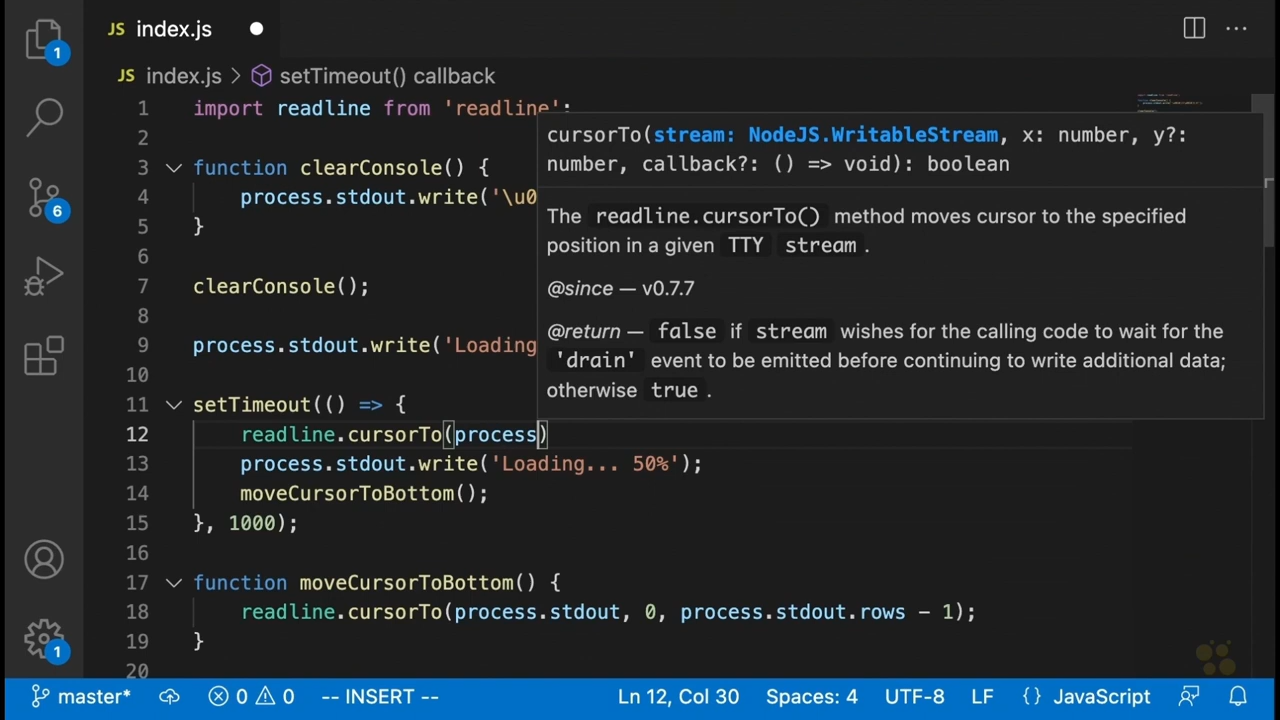 JS index.js
JS index.js > setTimeout() callback
1 import readline from 'readline';
2
3 function clearConsole() {
4 process.stdout.write('\u0
5 }
6
7 clearConsole();
8
9 process.stdout.write('Loading
10
11 setTimeout(() => {
12 readline.cursorTo(process)
13 process.stdout.write('Loading... 50%');
14 moveCursorToBottom();
15 }, 1000);
16
17 function moveCursorToBottom() {
18 readline.cursorTo(process.stdout, 0, process.stdout.rows - 1);
19 }
20
cursorTo(stream: NodeJS.WritableStream, x: number, y?:
number, callback?: () => void): boolean
The readline.cursorTo() method moves cursor to the specified
position in a given TTY stream.
@since — v0.7.7
@return — false if stream wishes for the calling code to wait for the
'drain' event to be emitted before continuing to write additional data;
otherwise true.
1
6
1
master* 0 0 -- INSERT -- Ln 12, Col 30 Spaces: 4 UTF-8 LF {} JavaScript